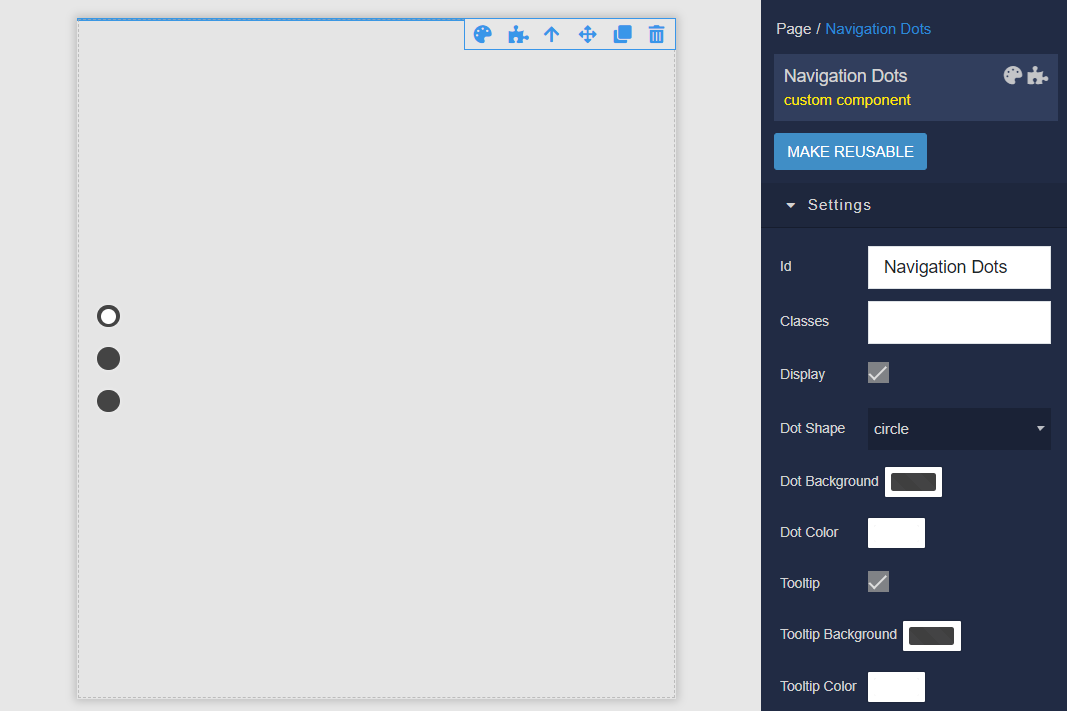 Page / Navigation Dots
Navigation Dots
custom component
MAKE REUSABLE
Settings
Id
Navigation Dots
Classes
Display
Dot Shape
circle
Dot Background
Dot Color
Tooltip
Tooltip Background
Tooltip Color